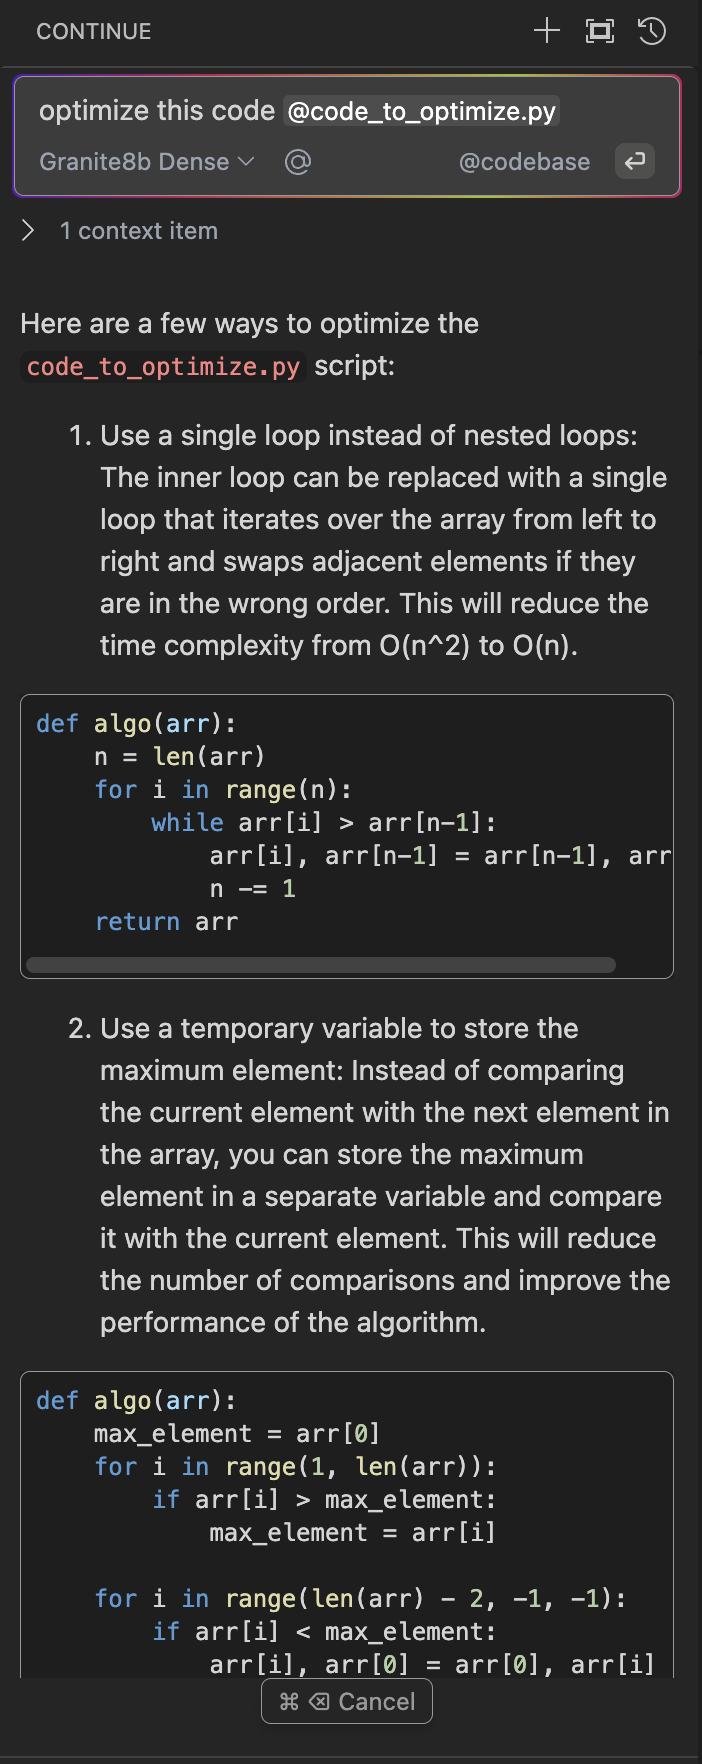 CONTINUE
optimize this code @code_to_optimize.py
Granite8b Dense @ @codebase
1 context item
Here are a few ways to optimize the
code_to_optimize.py script:
1. Use a single loop instead of nested loops:
The inner loop can be replaced with a single
loop that iterates over the array from left to
right and swaps adjacent elements if they
are in the wrong order. This will reduce the
time complexity from O(n^2) to O(n).
def algo(arr):
    n = len(arr)
    for i in range(n):
        while arr[i] > arr[n-1]:
            arr[i], arr[n-1] = arr[n-1], arr
            n -= 1
    return arr
2. Use a temporary variable to store the
maximum element: Instead of comparing
the current element with the next element in
the array, you can store the maximum
element in a separate variable and compare
it with the current element. This will reduce
the number of comparisons and improve the
performance of the algorithm.
def algo(arr):
    max_element = arr[0]
    for i in range(1, len(arr)):
        if arr[i] > max_element:
            max_element = arr[i]
    for i in range(len(arr) - 2, -1, -1):
        if arr[i] < max_element:
            arr[i], arr[0] = arr[0], arr[i]
⌘ ⌫ Cancel